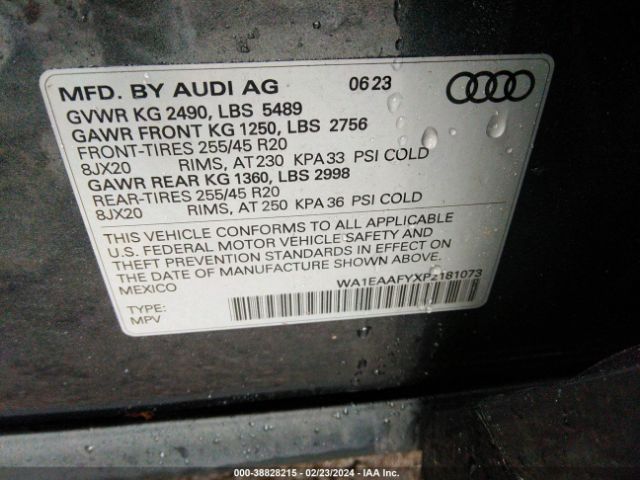 MFD. BY AUDI AG 06 23
GVWR KG 2490, LBS 5489
GAWR FRONT KG 1250, LBS 2756
FRONT-TIRES 255/45 R20
8JX20 RIMS, AT 230 KPA 33 PSI COLD
GAWR REAR KG 1360, LBS 2998
REAR-TIRES 255/45 R20
8JX20 RIMS, AT 250 KPA 36 PSI COLD
THIS VEHICLE CONFORMS TO ALL APPLICABLE
U.S. FEDERAL MOTOR VEHICLE SAFETY AND
THEFT PREVENTION STANDARDS IN EFFECT ON
THE DATE OF MANUFACTURE SHOWN ABOVE.
MEXICO
WA1EAAFYXP2181073
TYPE:
MPV
000-38828215 - 02/23/2024 - IAA Inc.